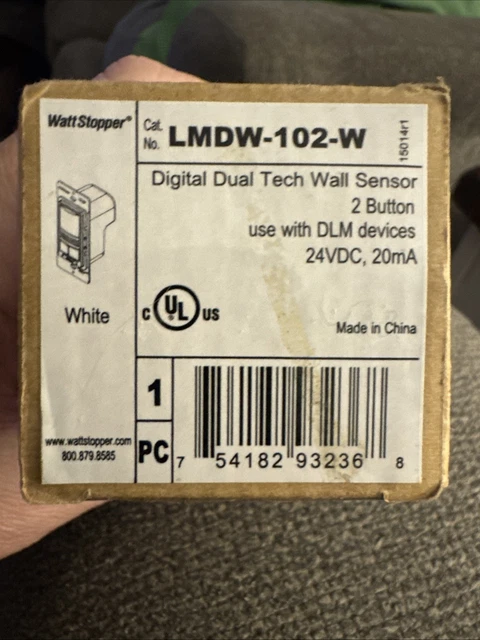 WattStopper®
Cat. No. LMDW-102-W
15014r1
Digital Dual Tech Wall Sensor
2 Button
use with DLM devices
24VDC, 20mA
White
c UL US
Made in China
1
PC
www.wattstopper.com
800.879.8585
7 54182 93236 8